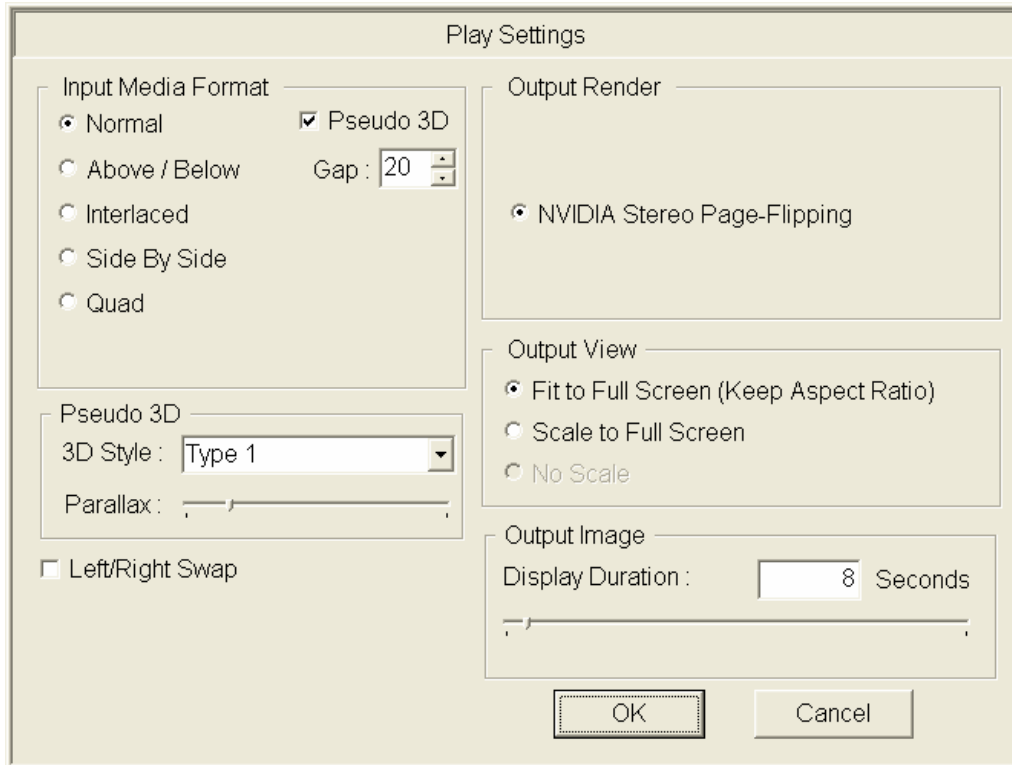 Play Settings
Input Media Format
Normal
Pseudo 3D
Above / Below
Gap : 20
Interlaced
Side By Side
Quad
Pseudo 3D
3D Style : Type 1
Parallax :
Left/Right Swap
Output Render
NVIDIA Stereo Page-Flipping
Output View
Fit to Full Screen (Keep Aspect Ratio)
Scale to Full Screen
No Scale
Output Image
Display Duration : 8 Seconds
OK
Cancel